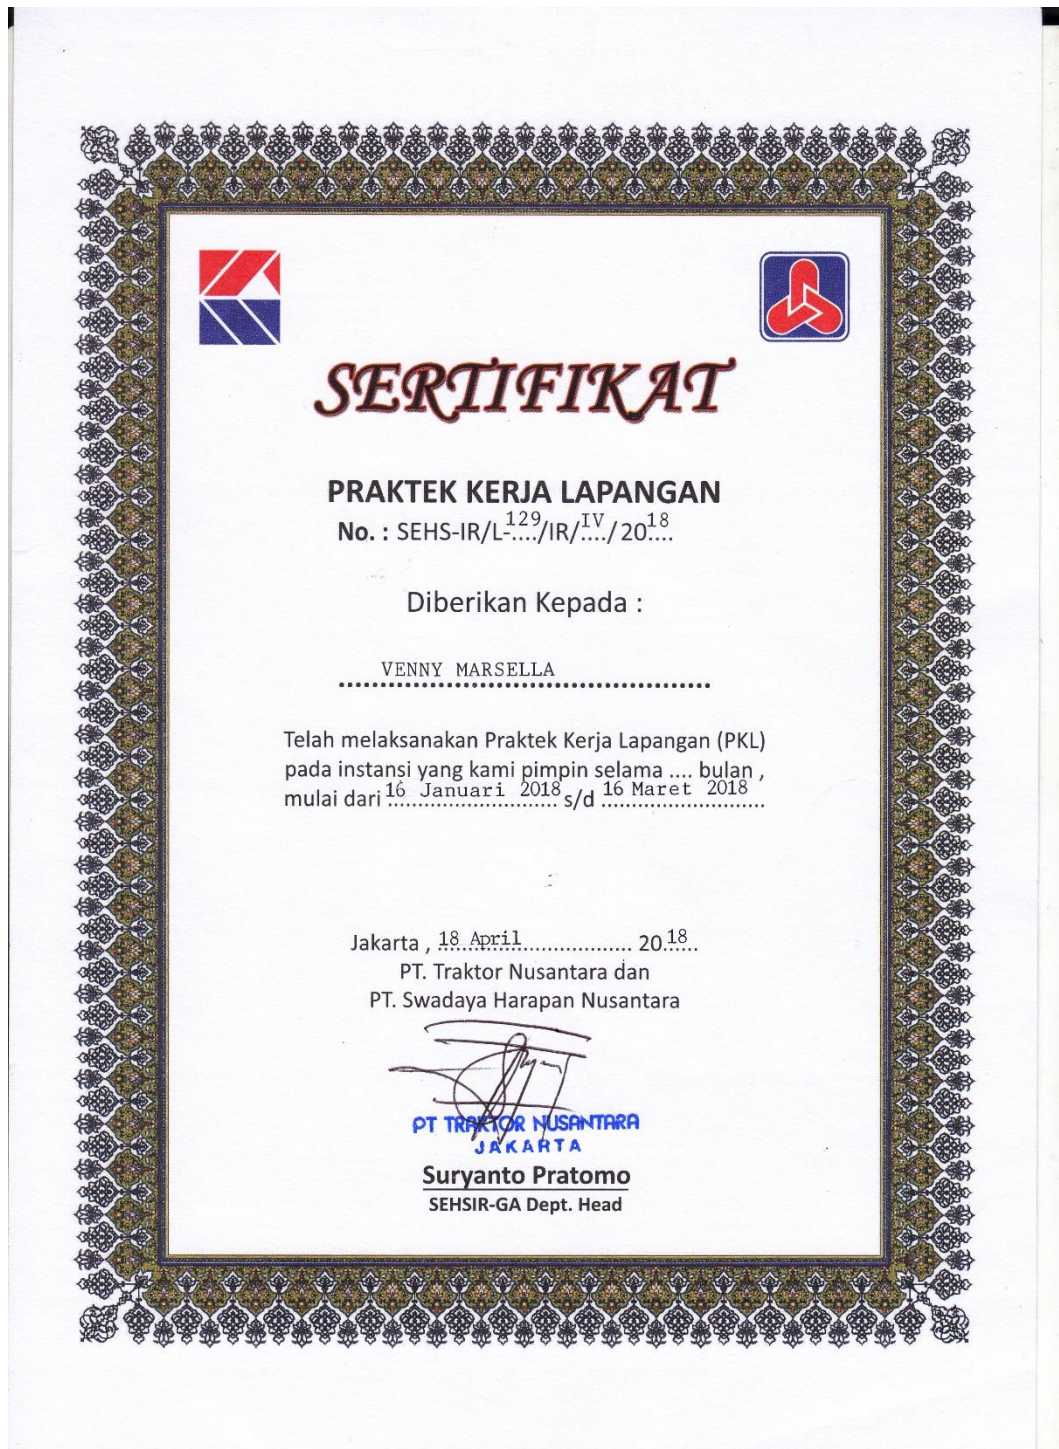 SERTIFIKAT
PRAKTEK KERJA LAPANGAN
No. : SEHS-IR/L-129/IR/IV/2018
Diberikan Kepada :
VENNY MARSELLA
Telah melaksanakan Praktek Kerja Lapangan (PKL)
pada instansi yang kami pimpin selama .... bulan ,
mulai dari 16 Januari 2018 s/d 16 Maret 2018
Jakarta , 18 April 2018
PT. Traktor Nusantara dan
PT. Swadaya Harapan Nusantara
PT TRAKTOR NUSANTARA
JAKARTA
Suryanto Pratomo
SEHSIR-GA Dept. Head